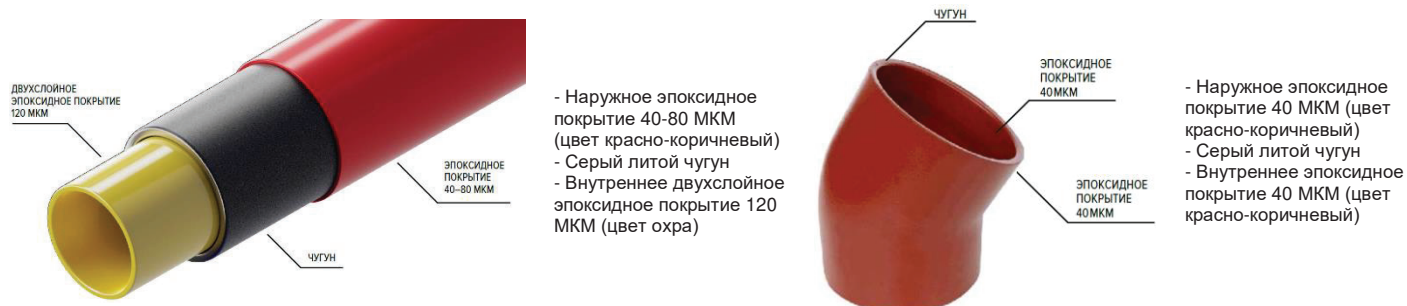 ДВУХСЛОЙНОЕ
ЭПОКСИДНОЕ ПОКРЫТИЕ
120 МКМ
ЭПОКСИДНОЕ
ПОКРЫТИЕ
40–80 МКМ
ЧУГУН
- Наружное эпоксидное
покрытие 40-80 МКМ
(цвет красно-коричневый)
- Серый литой чугун
- Внутреннее двухслойное
эпоксидное покрытие 120
МКМ (цвет охра)
ЧУГУН
ЭПОКСИДНОЕ
ПОКРЫТИЕ
40МКМ
ЭПОКСИДНОЕ
ПОКРЫТИЕ
40МКМ
- Наружное эпоксидное
покрытие 40 МКМ (цвет
красно-коричневый)
- Серый литой чугун
- Внутреннее эпоксидное
покрытие 40 МКМ (цвет
красно-коричневый)